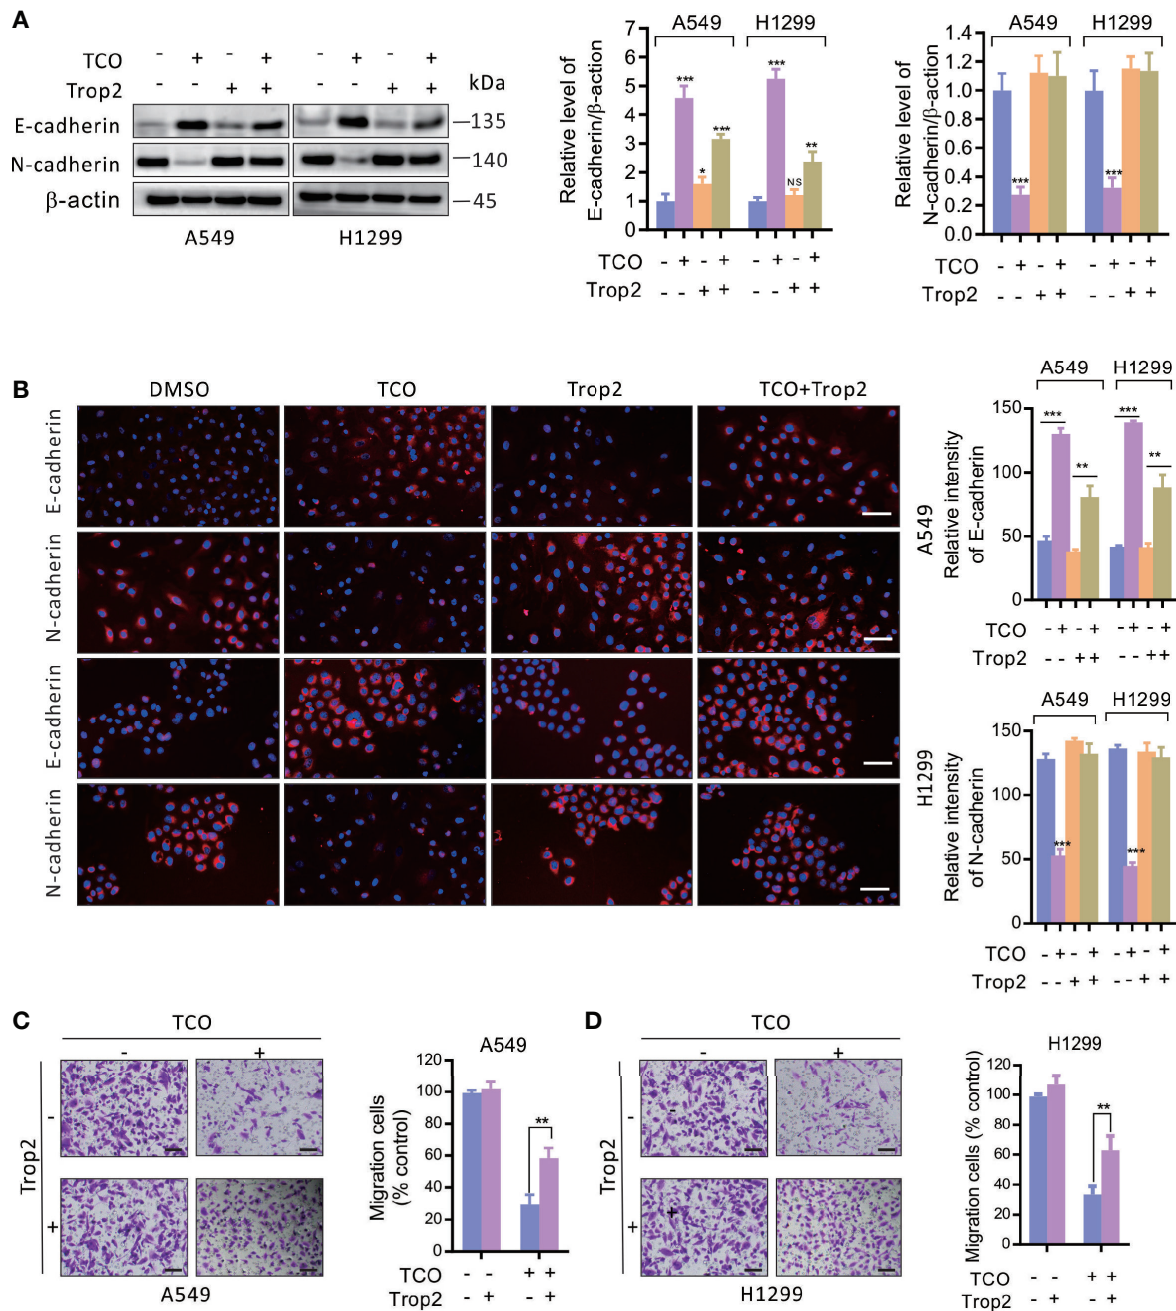 A
TCO - + - + - + - +
Trop2 - - + + - - + + kDa
E-cadherin 135
N-cadherin 140
β-actin 45
A549 H1299
Relative level of
E-cadherin/β-action
7
6
5
4
3
2
1
0
A549 H1299
*** * *** *** NS **
TCO - + - + - + - +
Trop2 - - + + - - + +
Relative level of
N-cadherin/β-action
1.4
1.2
1.0
0.8
0.6
0.4
0.2
0.0
A549 H1299
*** ***
TCO - + - + - + - +
Trop2 - - + + - - + +
B
DMSO TCO Trop2 TCO+Trop2
E-cadherin
N-cadherin
E-cadherin
N-cadherin
A549
H1299
Relative intensity
of E-cadherin
150
100
50
0
A549 H1299
*** ** *** **
TCO - + - + - + - +
Trop2 - - + + - - + +
Relative intensity
of N-cadherin
150
100
50
0
A549 H1299
*** ***
TCO - + - + - + - +
Trop2 - - + + - - + +
C
TCO
- +
Trop2
-
+
A549
A549
Migration cells
(% control)
120
100
80
60
40
20
0
**
TCO - - + +
Trop2 - + - +
D
TCO
- +
Trop2
- -
+ +
H1299
H1299
Migration cells (% control)
120
100
80
60
40
20
0
**
TCO - - + +
Trop2 - + - +